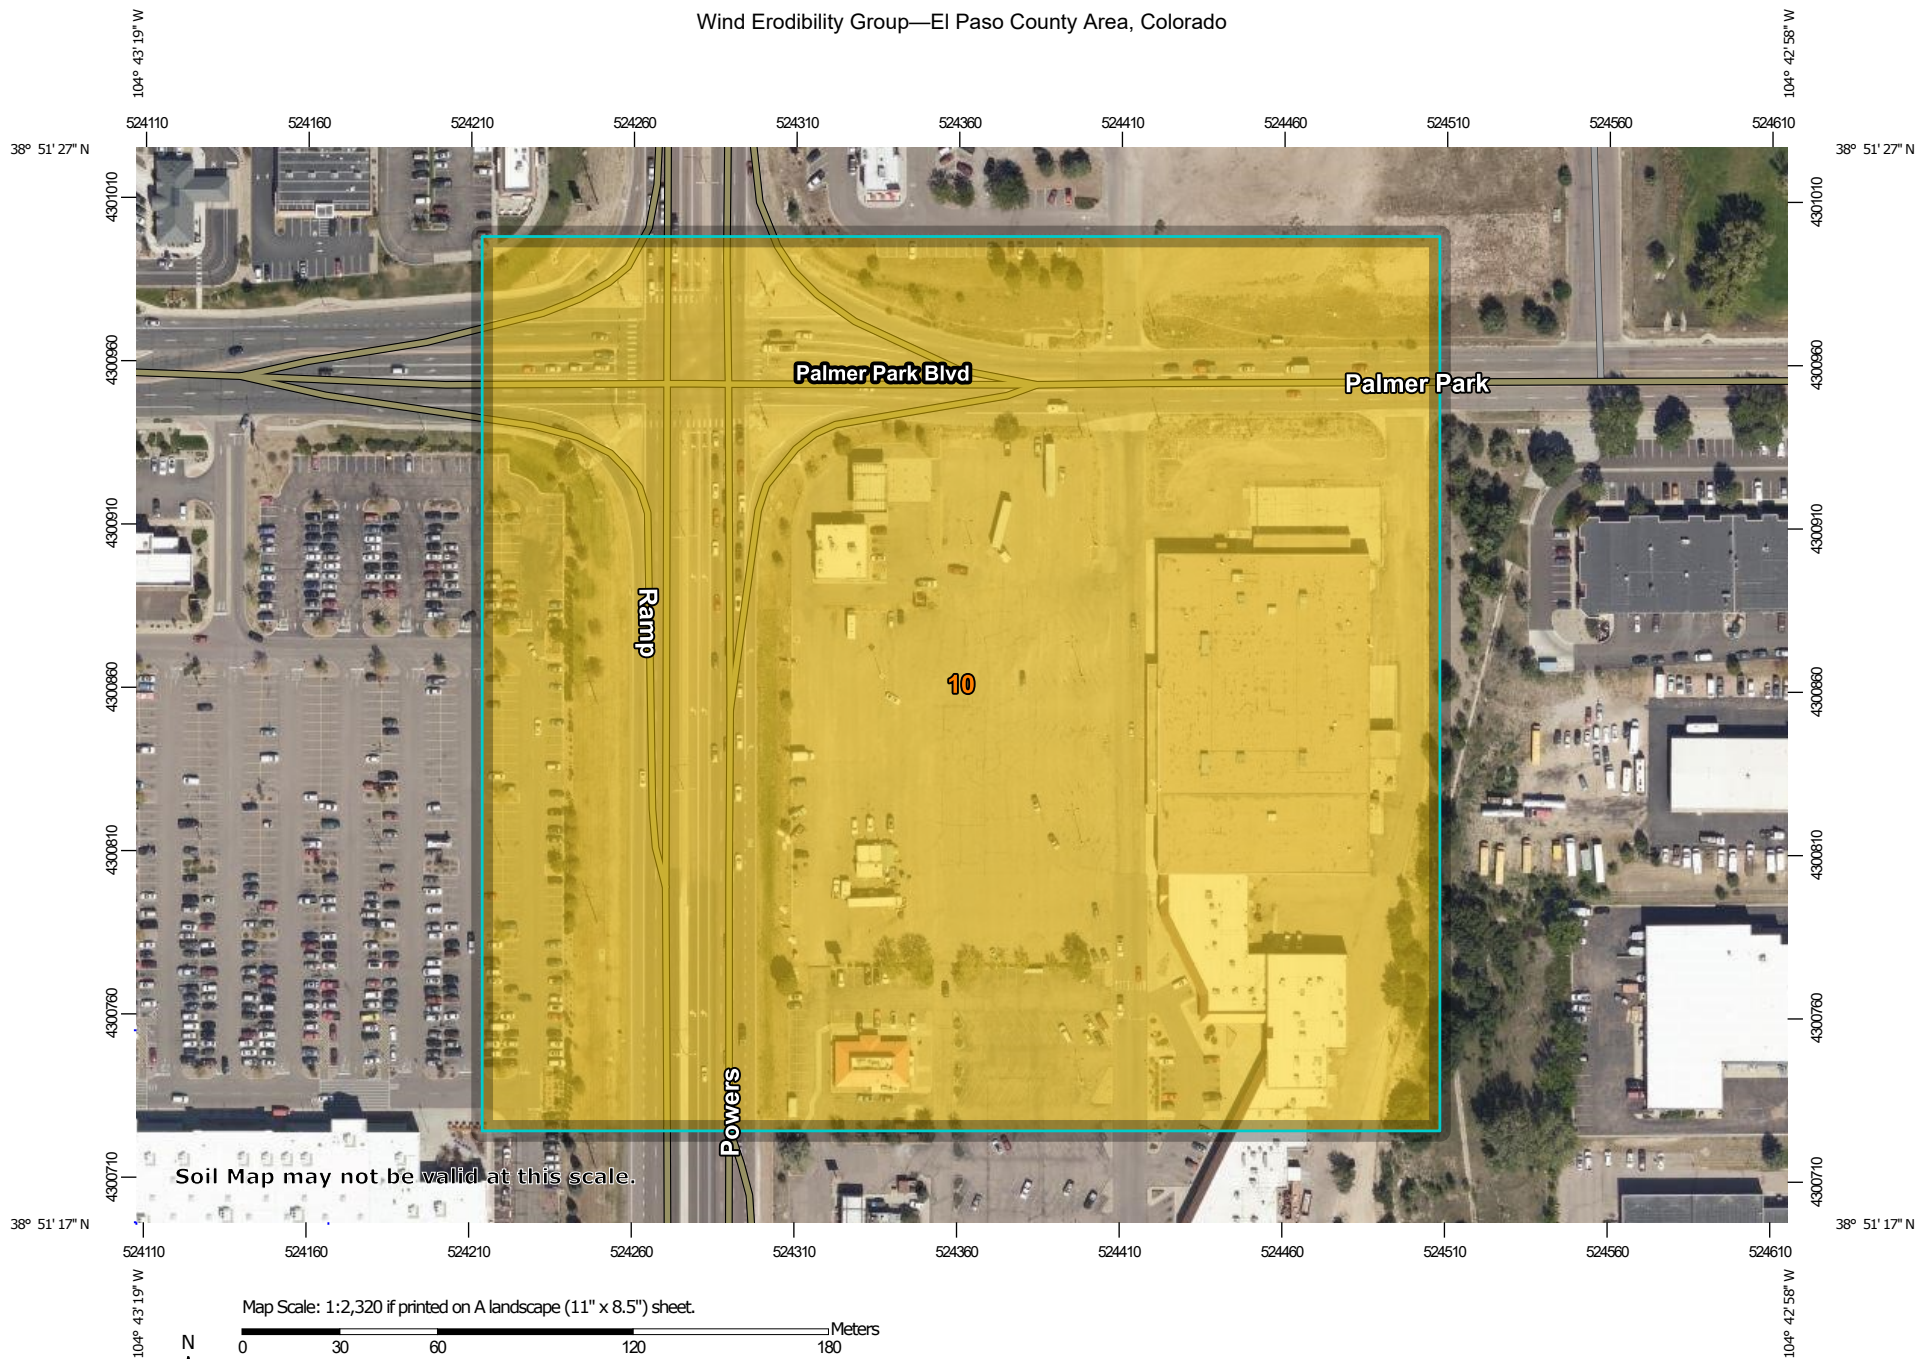 Wind Erodibility Group—El Paso County Area, Colorado
104° 43' 19" W
104° 42' 58" W
524110 524160 524210 524260 524310 524360 524410 524460 524510 524560 524610
38° 51' 27" N
38° 51' 27" N
4301010
4301010
4300960
4300960
Palmer Park Blvd
Palmer Park
4300910
4300910
Ramp
4300860
4300860
10
4300810
4300810
4300760
4300760
Powers
4300710
4300710
Soil Map may not be valid at this scale.
38° 51' 17" N
38° 51' 17" N
524110 524160 524210 524260 524310 524360 524410 524460 524510 524560 524610
104° 43' 19" W
104° 42' 58" W
Map Scale: 1:2,320 if printed on A landscape (11" x 8.5") sheet.
Meters
N
0 30 60 120 180